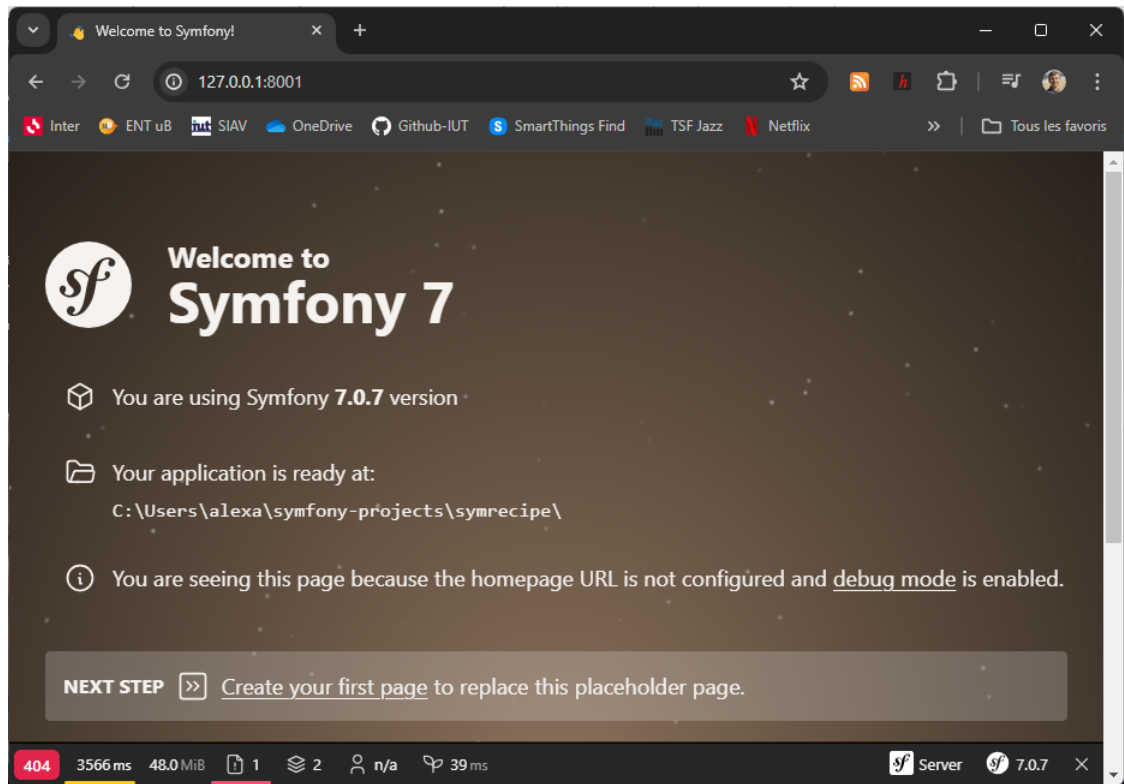 Welcome to Symfony!
127.0.0.1:8001
Inter ENT uB iut SIAV OneDrive Github-IUT SmartThings Find TSF Jazz Netflix » Tous les favoris
sf
Welcome to
Symfony 7
You are using Symfony 7.0.7 version
Your application is ready at:
C:\Users\alexa\symfony-projects\symrecipe\
You are seeing this page because the homepage URL is not configured and debug mode is enabled.
NEXT STEP Create your first page to replace this placeholder page.
404 3566 ms 48.0 MiB 1 2 n/a 39 ms sf Server sf 7.0.7